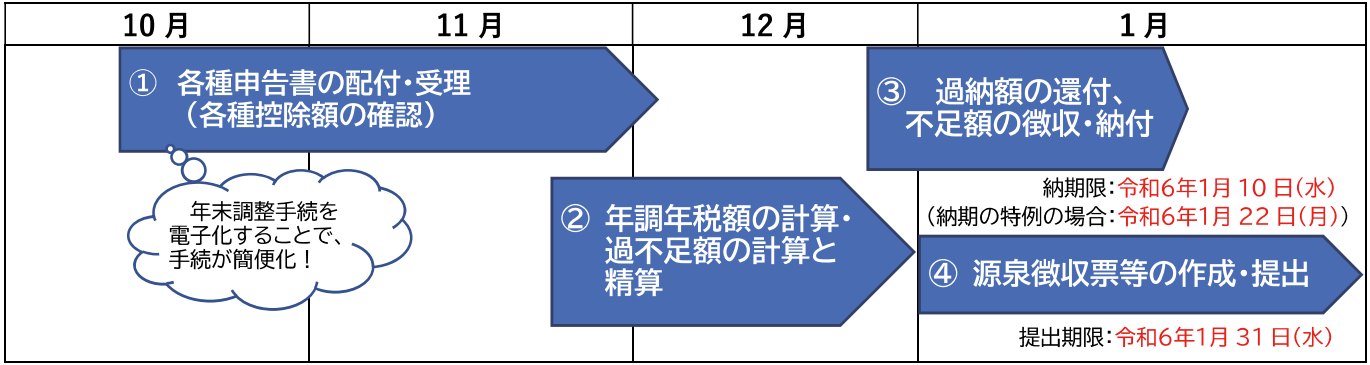 10月
11月
12月
1月
① 各種申告書の配付・受理
（各種控除額の確認）
年末調整手続を
電子化することで、
手続が簡便化！
② 年調年税額の計算・
過不足額の計算と
精算
③ 過納額の還付、
不足額の徴収・納付
納期限：令和6年1月10日(水)
（納期の特例の場合：令和6年1月22日(月)）
④ 源泉徴収票等の作成・提出
提出期限：令和6年1月31日(水)